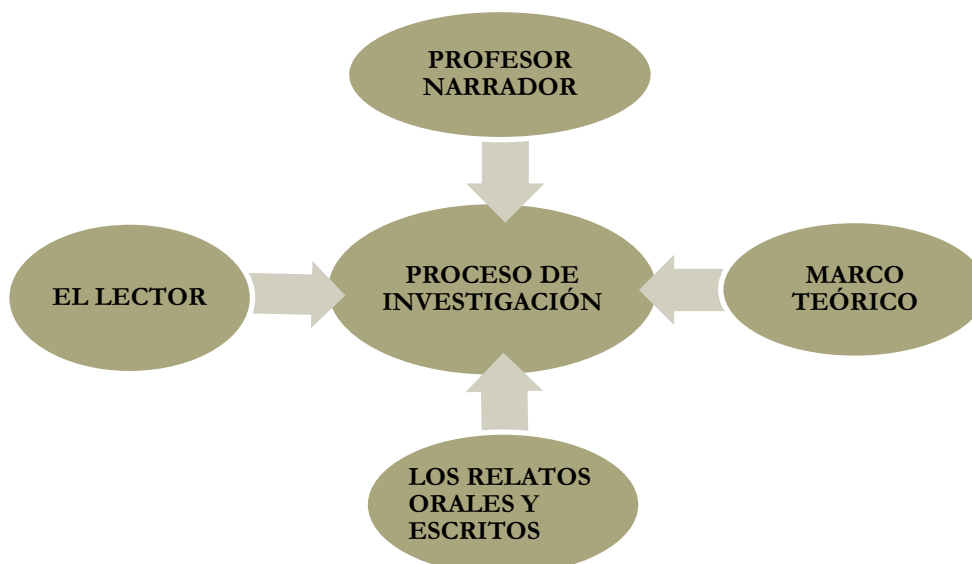 PROFESOR
NARRADOR
EL LECTOR
PROCESO DE
INVESTIGACIÓN
MARCO
TEÓRICO
LOS RELATOS
ORALES Y
ESCRITOS